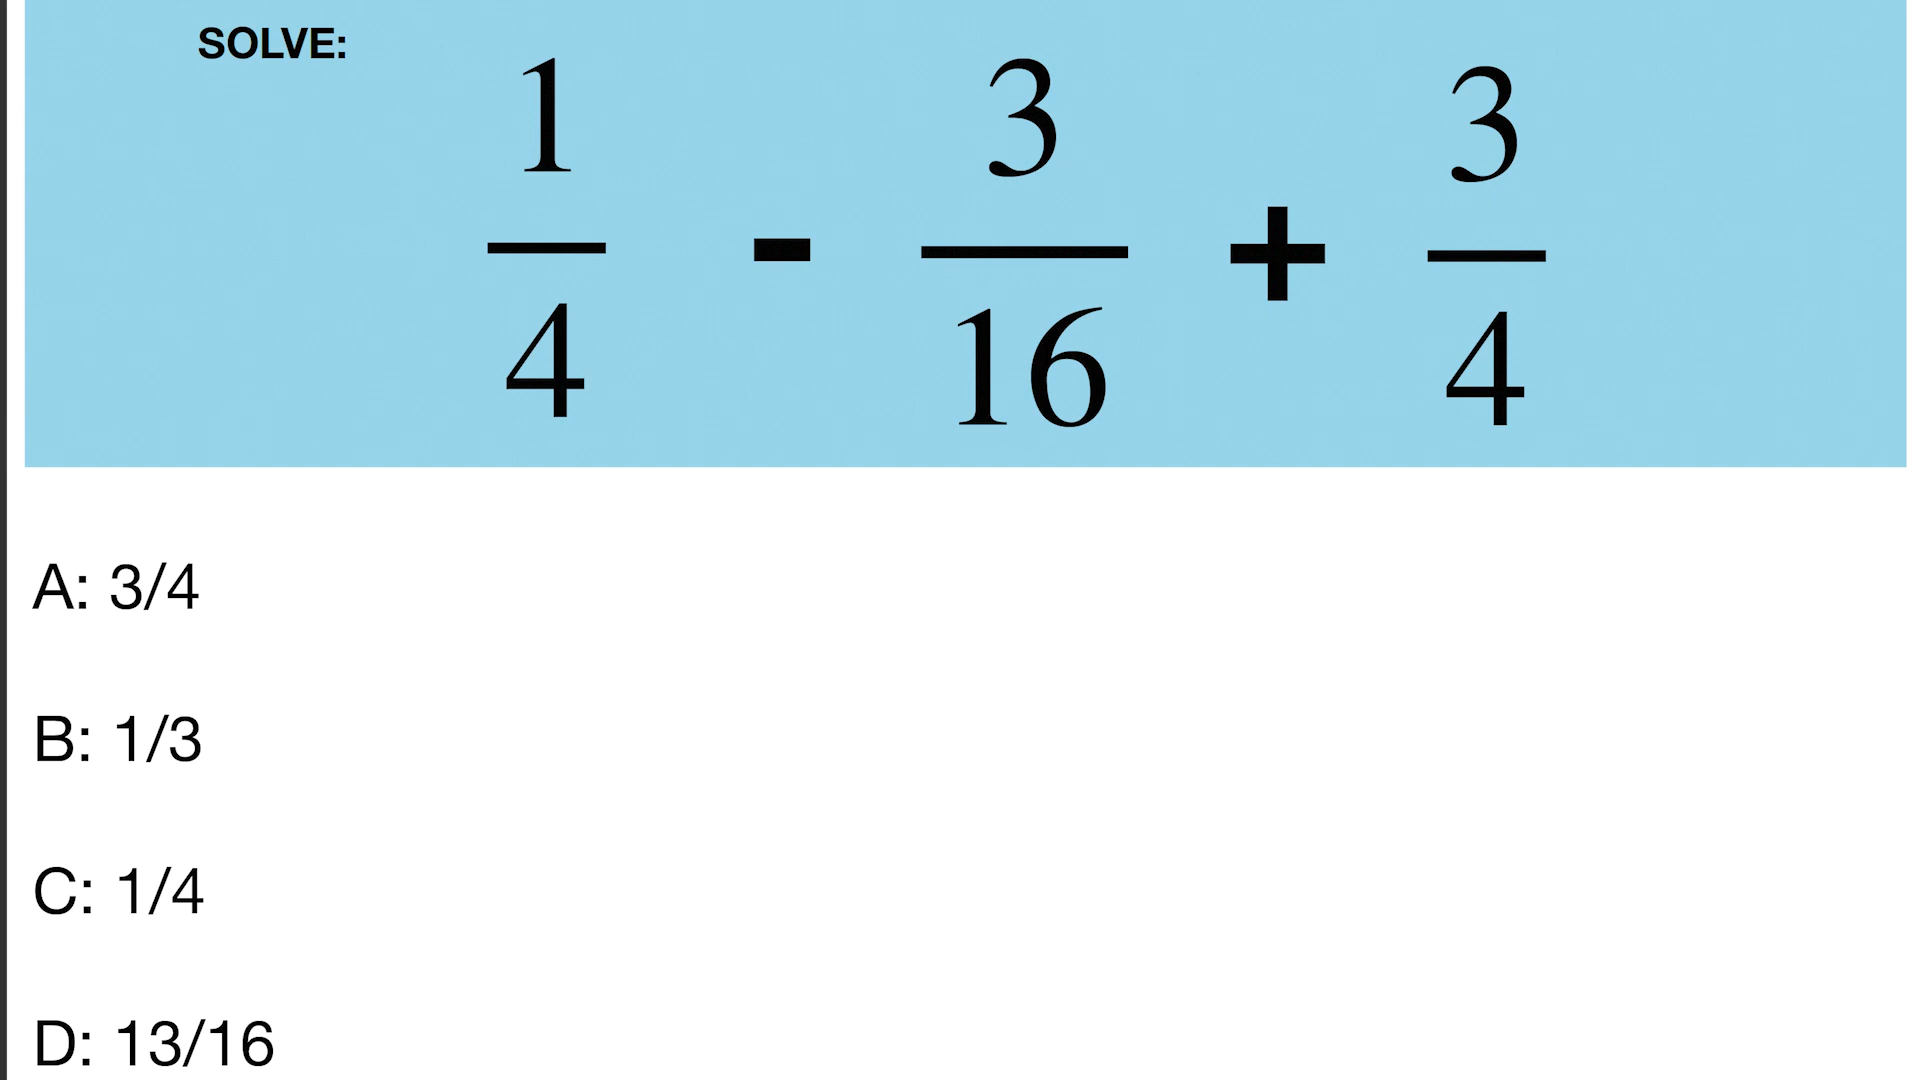 SOLVE:
1/4 - 3/16 + 3/4
A: 3/4
B: 1/3
C: 1/4
D: 13/16